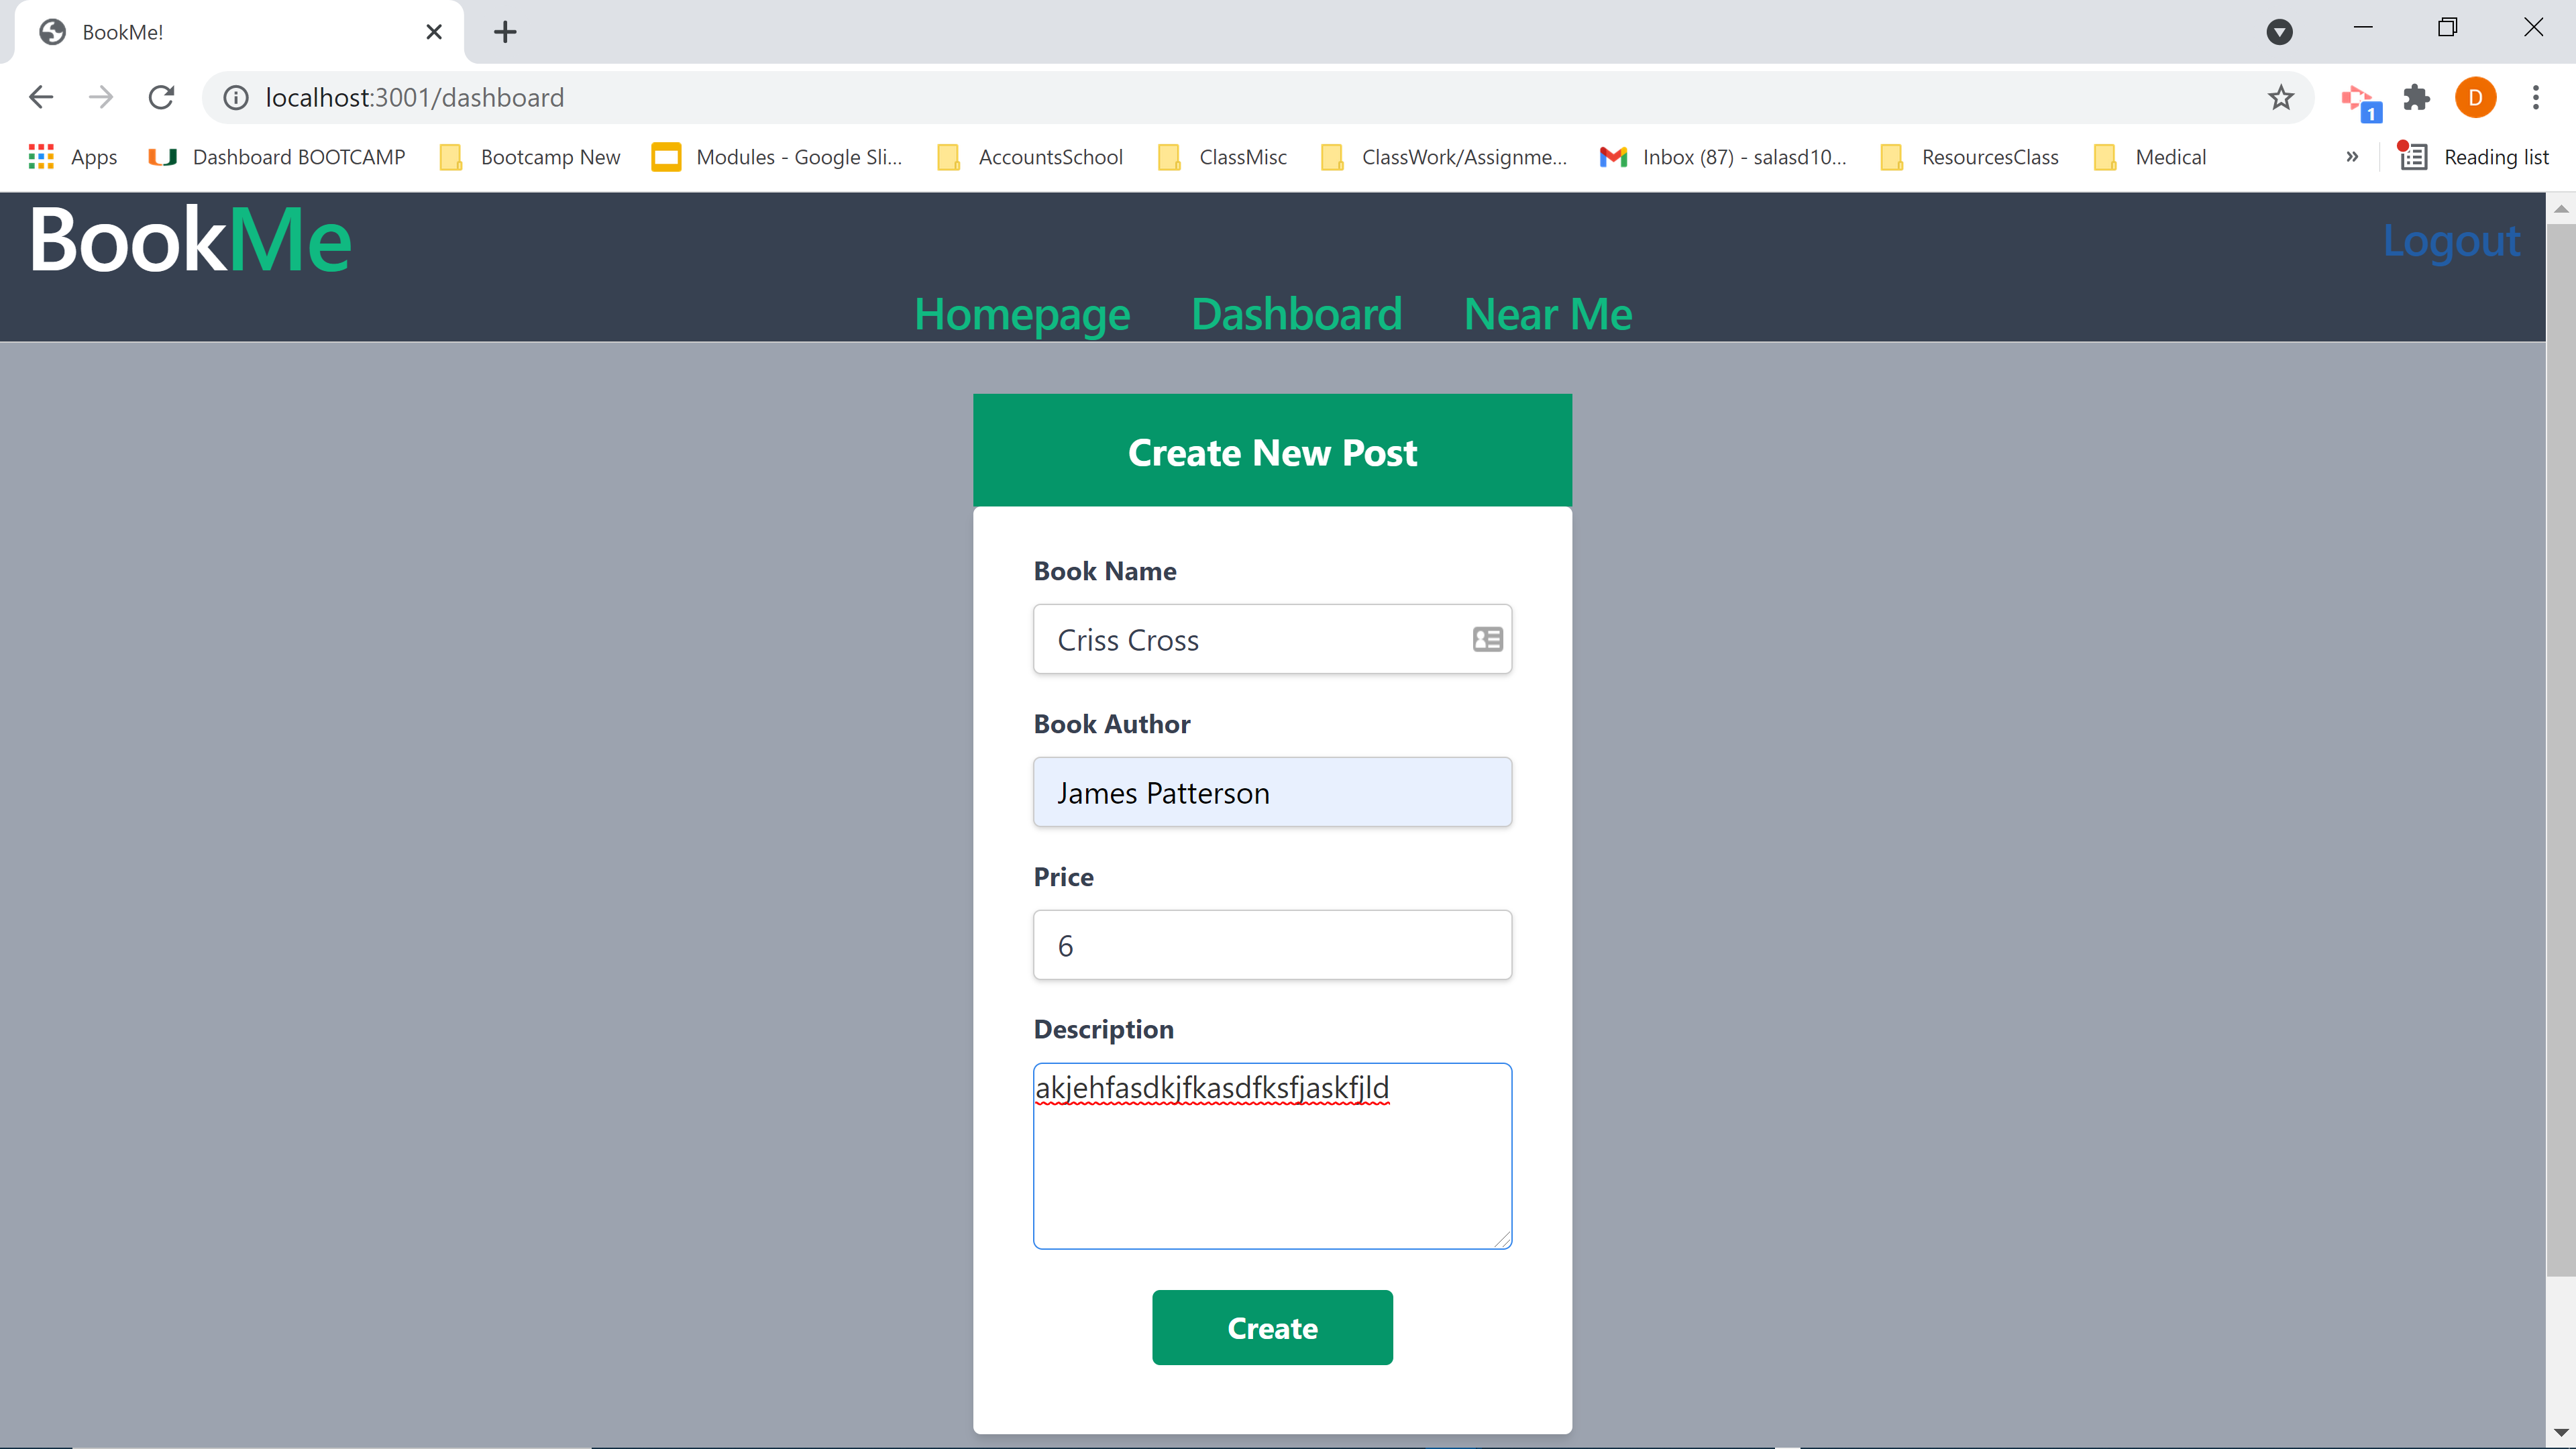 BookMe!
localhost:3001/dashboard
D
1
Apps
Dashboard BOOTCAMP
Bootcamp New
Modules - Google Sli...
AccountsSchool
ClassMisc
ClassWork/Assignme...
Inbox (87) - salasd10...
ResourcesClass
Medical
»
Reading list
BookMe
Logout
Homepage Dashboard Near Me
Create New Post
Book Name
Criss Cross
Book Author
James Patterson
Price
6
Description
akjehfasdkjfkasdfksfjaskfjld
Create